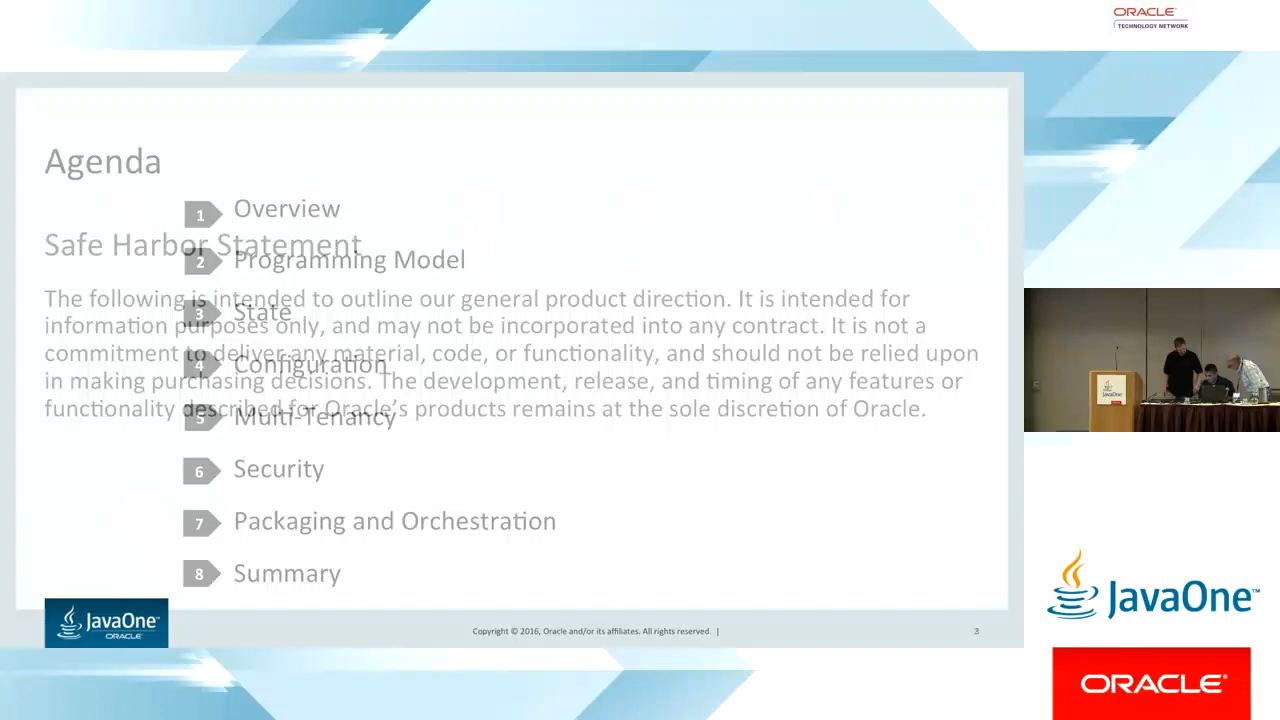 ORACLE
TECHNOLOGY NETWORK
Agenda
1 Overview
Safe Harbor Statement
2 Programming Model
The following is intended to outline our general product direction. It is intended for
3 State
information purposes only, and may not be incorporated into any contract. It is not a
commitment to deliver any material, code, or functionality, and should not be relied upon
4 Configuration
in making purchasing decisions. The development, release, and timing of any features or
functionality described for Oracle’s products remains at the sole discretion of Oracle.
5 Multi-Tenancy
6 Security
7 Packaging and Orchestration
8 Summary
JavaOne™
ORACLE
Copyright © 2016, Oracle and/or its affiliates. All rights reserved. |
3
JavaOne
JavaOne™
ORACLE®